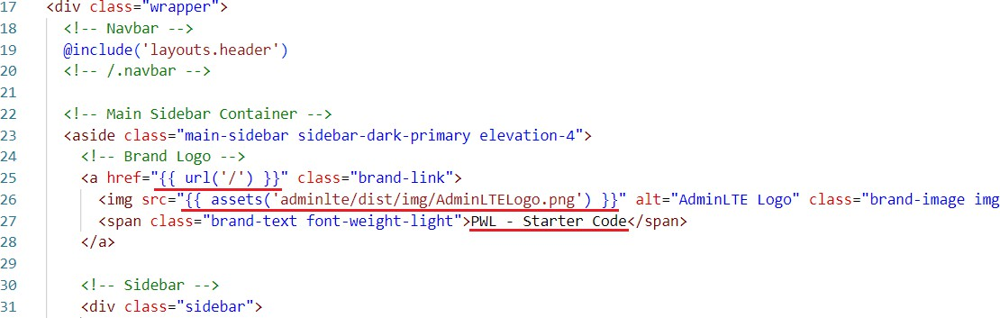 17 <div class="wrapper">
18 <!-- Navbar -->
19 @include('layouts.header')
20 <!-- /.navbar -->
21
22 <!-- Main Sidebar Container -->
23 <aside class="main-sidebar sidebar-dark-primary elevation-4">
24 <!-- Brand Logo -->
25 <a href="{{ url('/') }}" class="brand-link">
26 <img src="{{ assets('adminlte/dist/img/AdminLTELogo.png') }}" alt="AdminLTE Logo" class="brand-image img
27 <span class="brand-text font-weight-light">PWL - Starter Code</span>
28 </a>
29
30 <!-- Sidebar -->
31 <div class="sidebar">